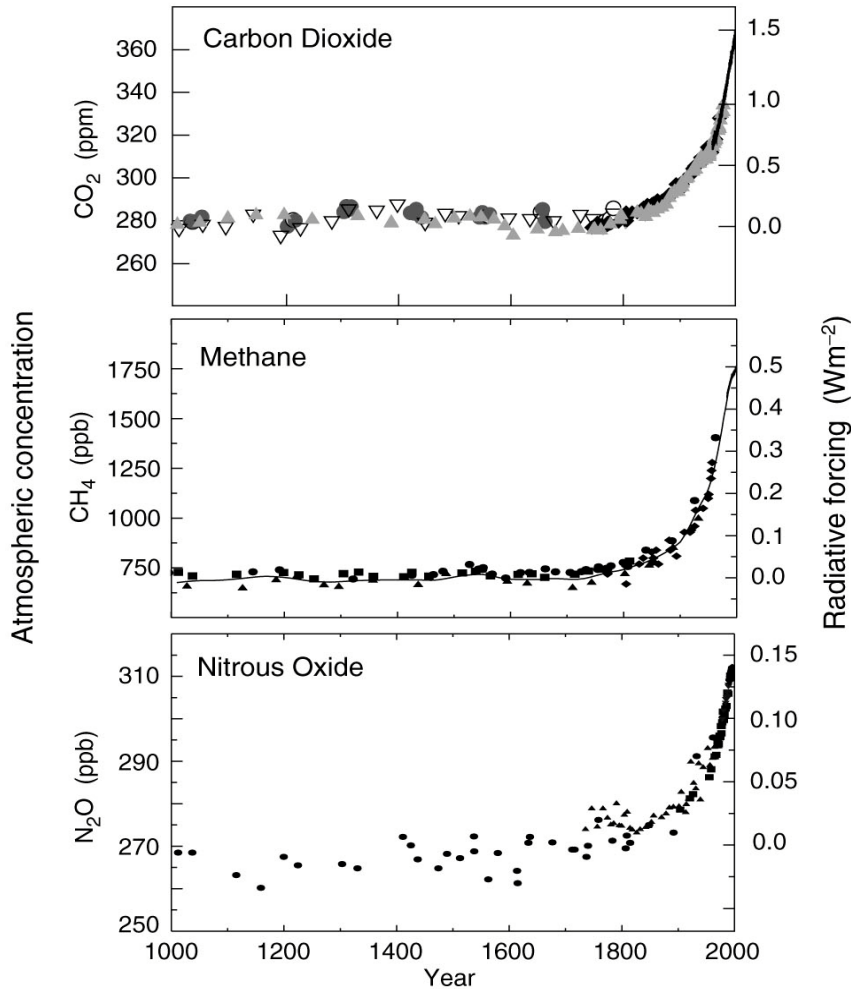 Carbon Dioxide
CO₂ (ppm)
360
340
320
300
280
260
1.5
1.0
0.5
0.0
Methane
CH₄ (ppb)
1750
1500
1250
1000
750
0.5
0.4
0.3
0.2
0.1
0.0
Nitrous Oxide
N₂O (ppb)
310
290
270
250
0.15
0.10
0.05
0.0
Atmospheric concentration
Radiative forcing (Wm⁻²)
1000 1200 1400 1600 1800 2000
Year